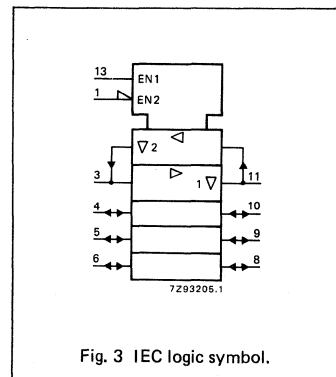 13 EN1
1 EN2
2
3 1 11
4 10
5 9
6 8
7Z93205.1
Fig. 3 IEC logic symbol.